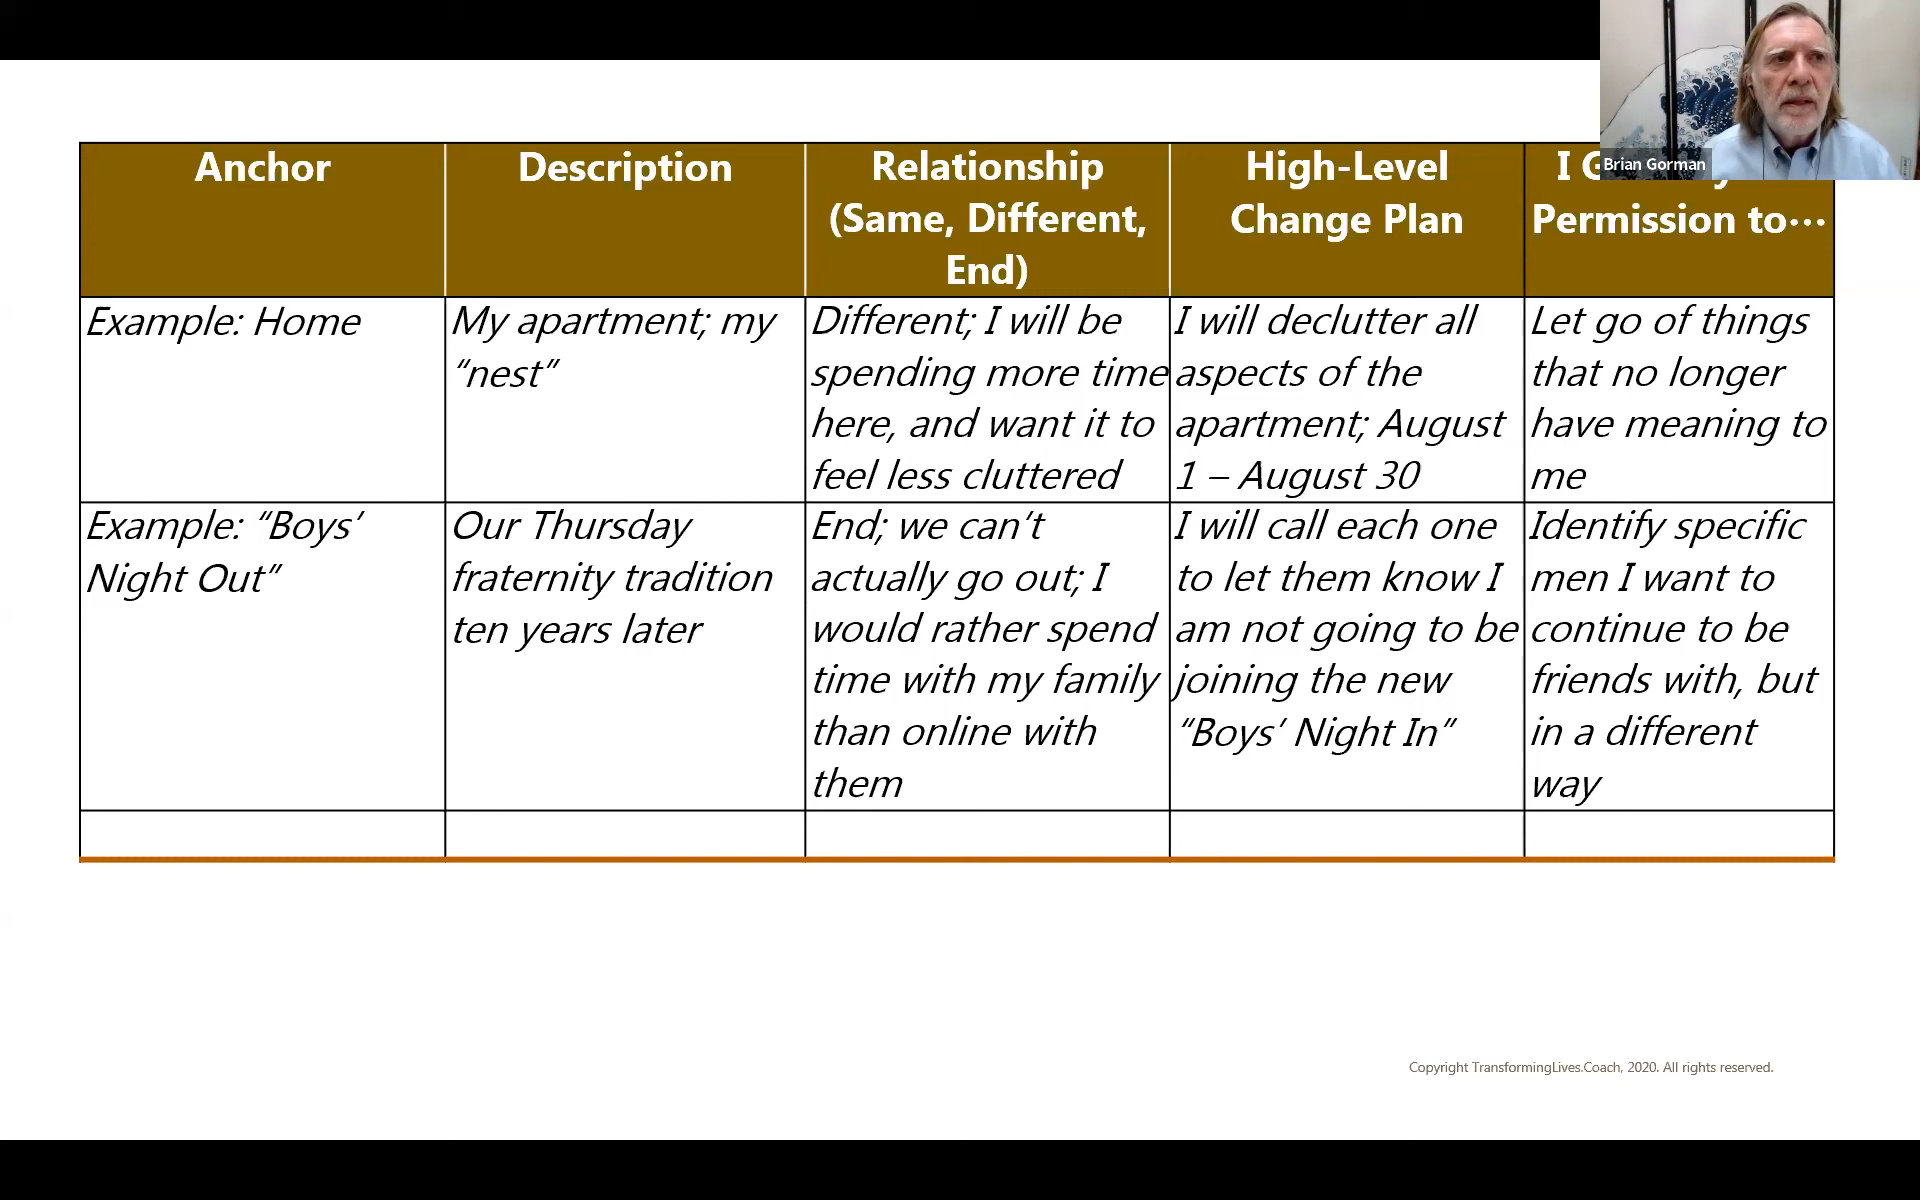 Brian Gorman
Anchor
Description
Relationship
(Same, Different,
End)
High-Level
Change Plan
I
Permission to…
Example: Home
My apartment; my
“nest”
Different; I will be
spending more time
here, and want it to
feel less cluttered
I will declutter all
aspects of the
apartment; August
1 – August 30
Let go of things
that no longer
have meaning to
me
Example: “Boys’
Night Out”
Our Thursday
fraternity tradition
ten years later
End; we can’t
actually go out; I
would rather spend
time with my family
than online with
them
I will call each one
to let them know I
am not going to be
joining the new
“Boys’ Night In”
Identify specific
men I want to
continue to be
friends with, but
in a different
way
Copyright TransformingLives.Coach, 2020. All rights reserved.